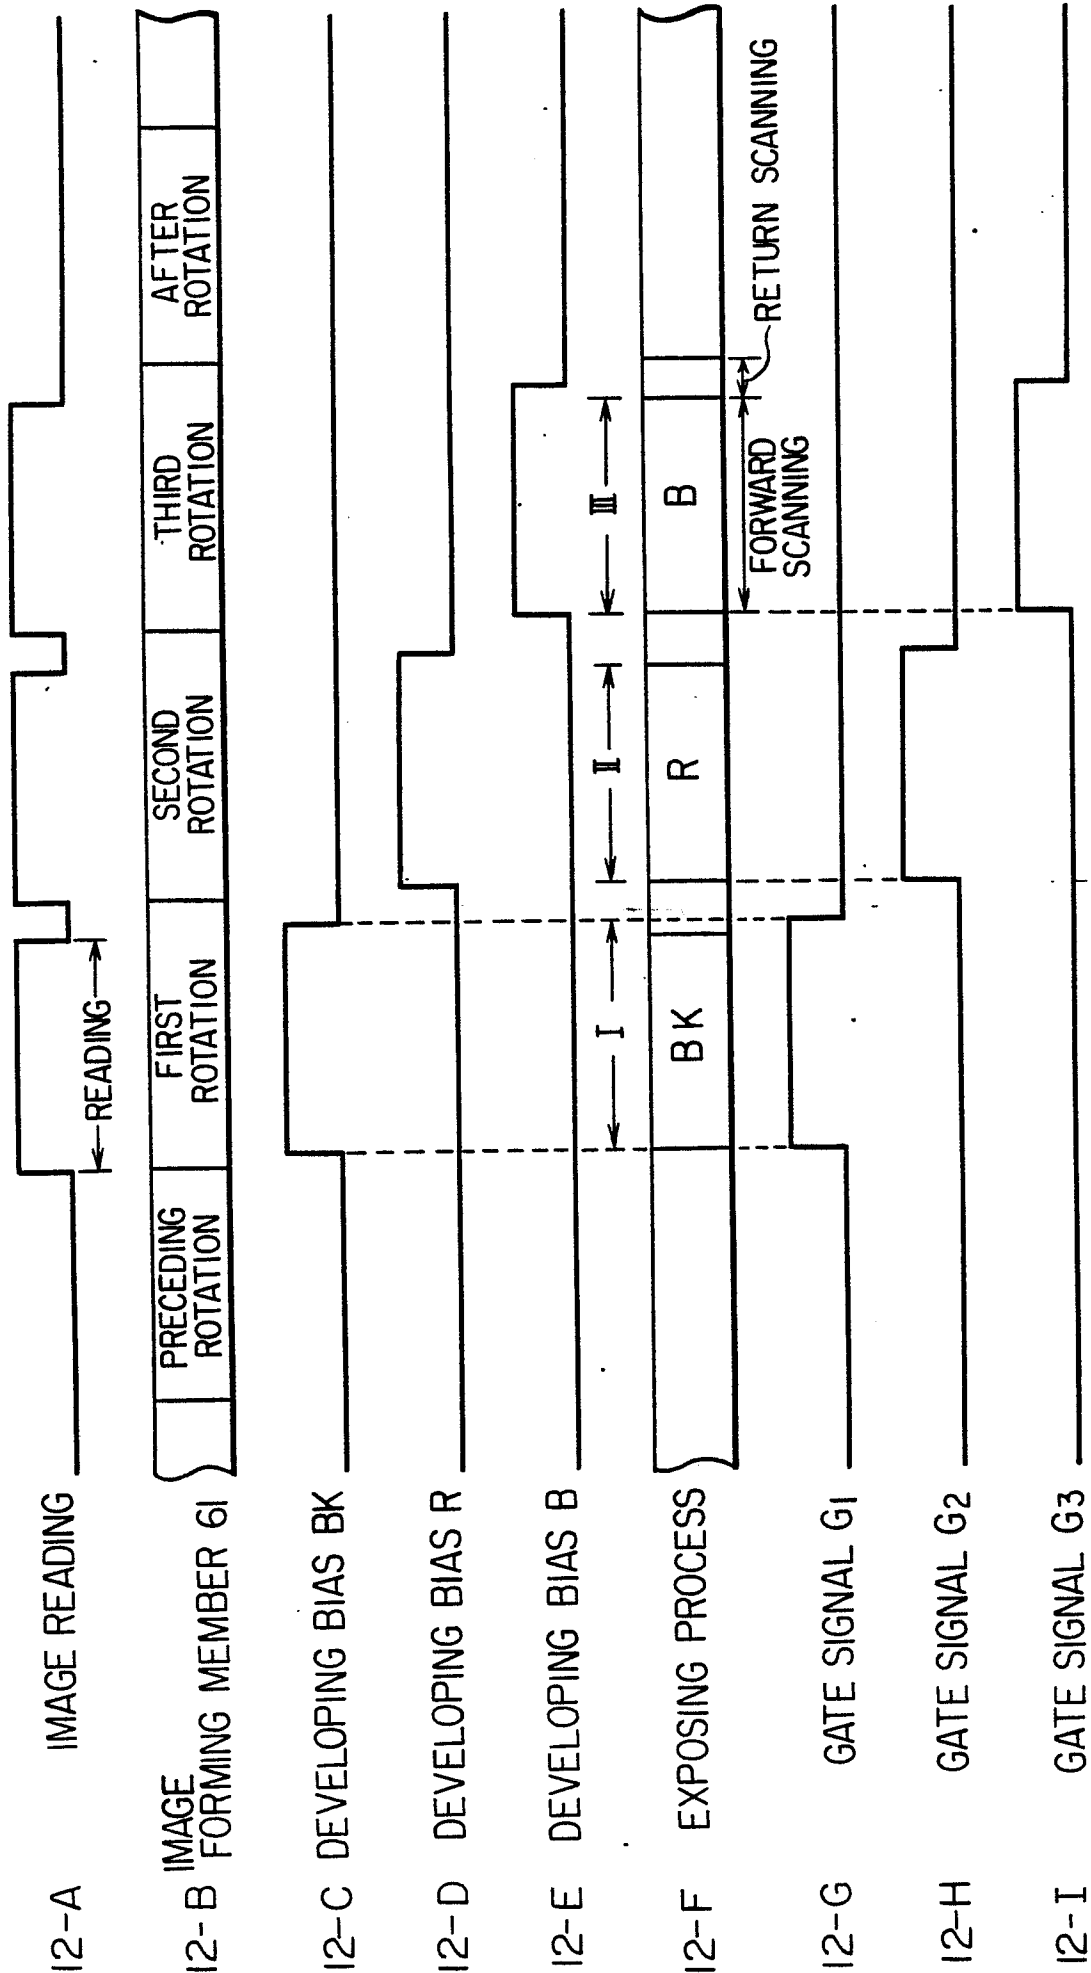 12-A IMAGE READING
READING
12-B IMAGE
FORMING MEMBER 61
PRECEDING
ROTATION
FIRST
ROTATION
SECOND
ROTATION
THIRD
ROTATION
AFTER
ROTATION
12-C DEVELOPING BIAS BK
12-D DEVELOPING BIAS R
12-E DEVELOPING BIAS B
I
II
III
12-F EXPOSING PROCESS
BK
R
B
FORWARD
SCANNING
RETURN SCANNING
12-G GATE SIGNAL G1
12-H GATE SIGNAL G2
12-I GATE SIGNAL G3